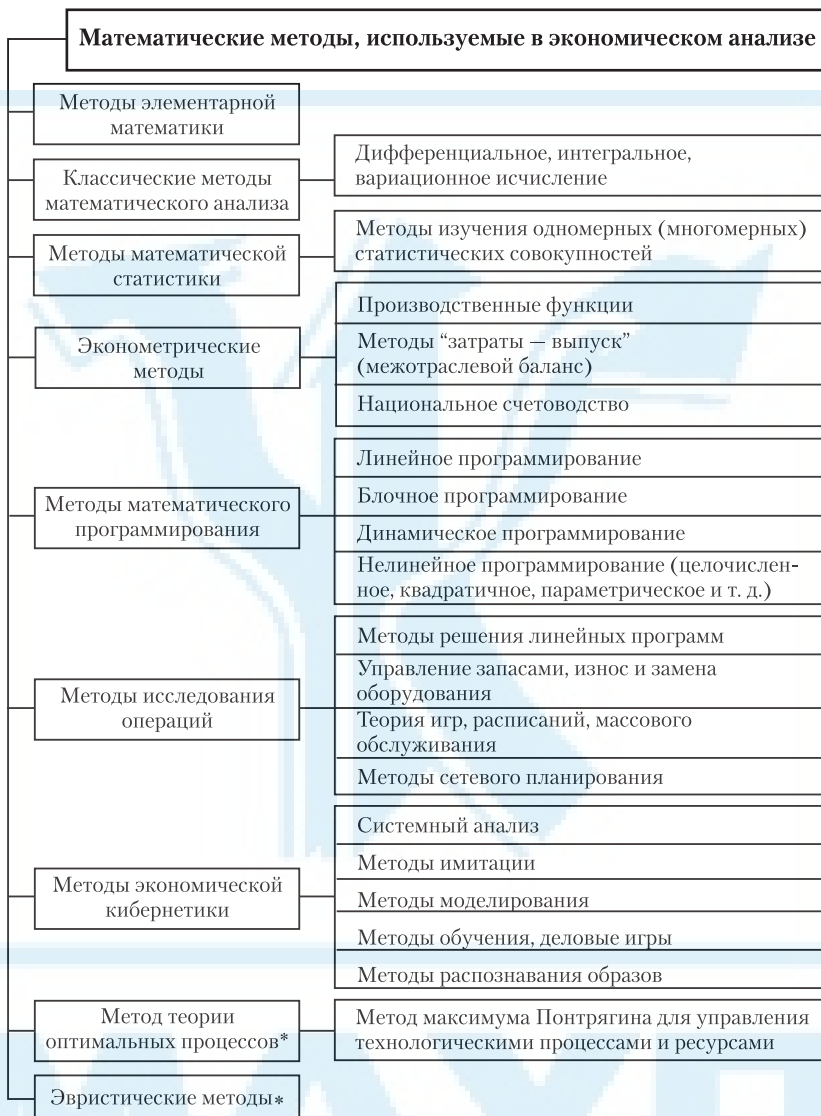 Математические методы, используемые в экономическом анализе
Методы элементарной
математики
Классические методы
математического анализа
Дифференциальное, интегральное,
вариационное исчисление
Методы математической
статистики
Методы изучения одномерных (многомерных)
статистических совокупностей
Эконометрические
методы
Производственные функции
Методы “затраты — выпуск”
(межотраслевой баланс)
Национальное счетоводство
Методы математического
программирования
Линейное программирование
Блочное программирование
Динамическое программирование
Нелинейное программирование (целочислен-
ное, квадратичное, параметрическое и т. д.)
Методы исследования
операций
Методы решения линейных программ
Управление запасами, износ и замена
оборудования
Теория игр, расписаний, массового
обслуживания
Методы сетевого планирования
Методы экономической
кибернетики
Системный анализ
Методы имитации
Методы моделирования
Методы обучения, деловые игры
Методы распознавания образов
Метод теории
оптимальных процессов*
Метод максимума Понтрягина для управления
технологическими процессами и ресурсами
Эвристические методы*